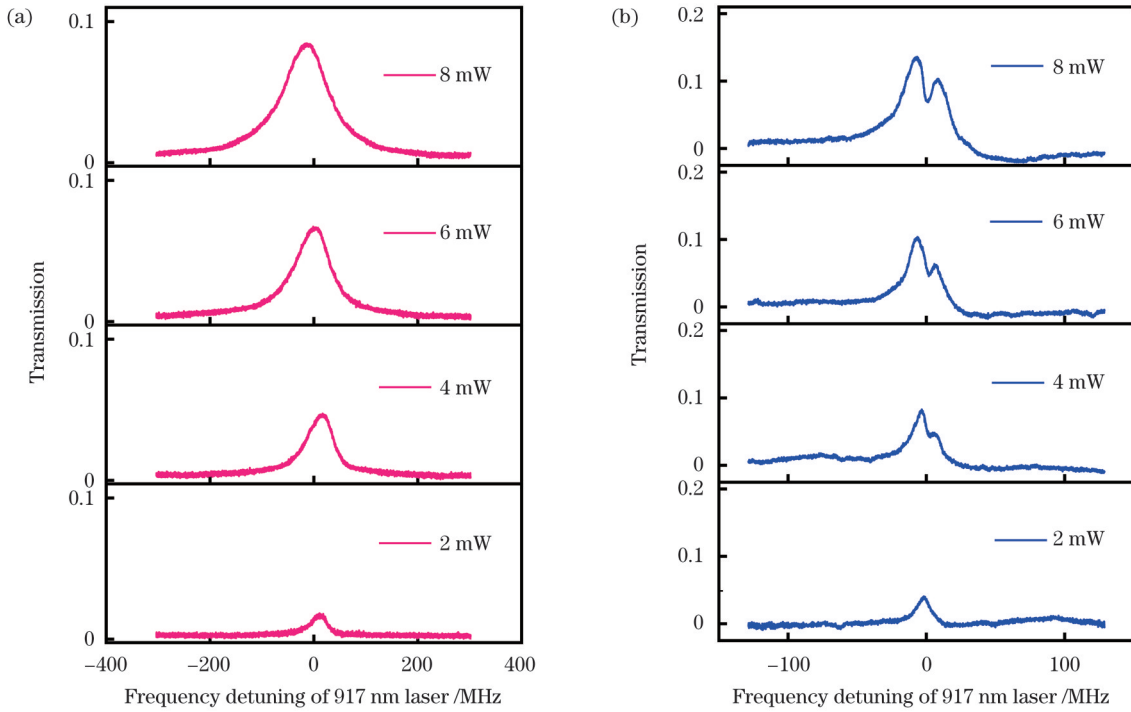 (a)
0.1
8 mW
0
0.1
6 mW
0
0.1
4 mW
0
0.1
2 mW
0
−400 −200 0 200 400
Transmission
Frequency detuning of 917 nm laser /MHz
(b)
0.2
8 mW
0.1
0
0.2
6 mW
0.1
0
0.2
4 mW
0.1
0
0.2
2 mW
0.1
0
−100 0 100
Transmission
Frequency detuning of 917 nm laser /MHz